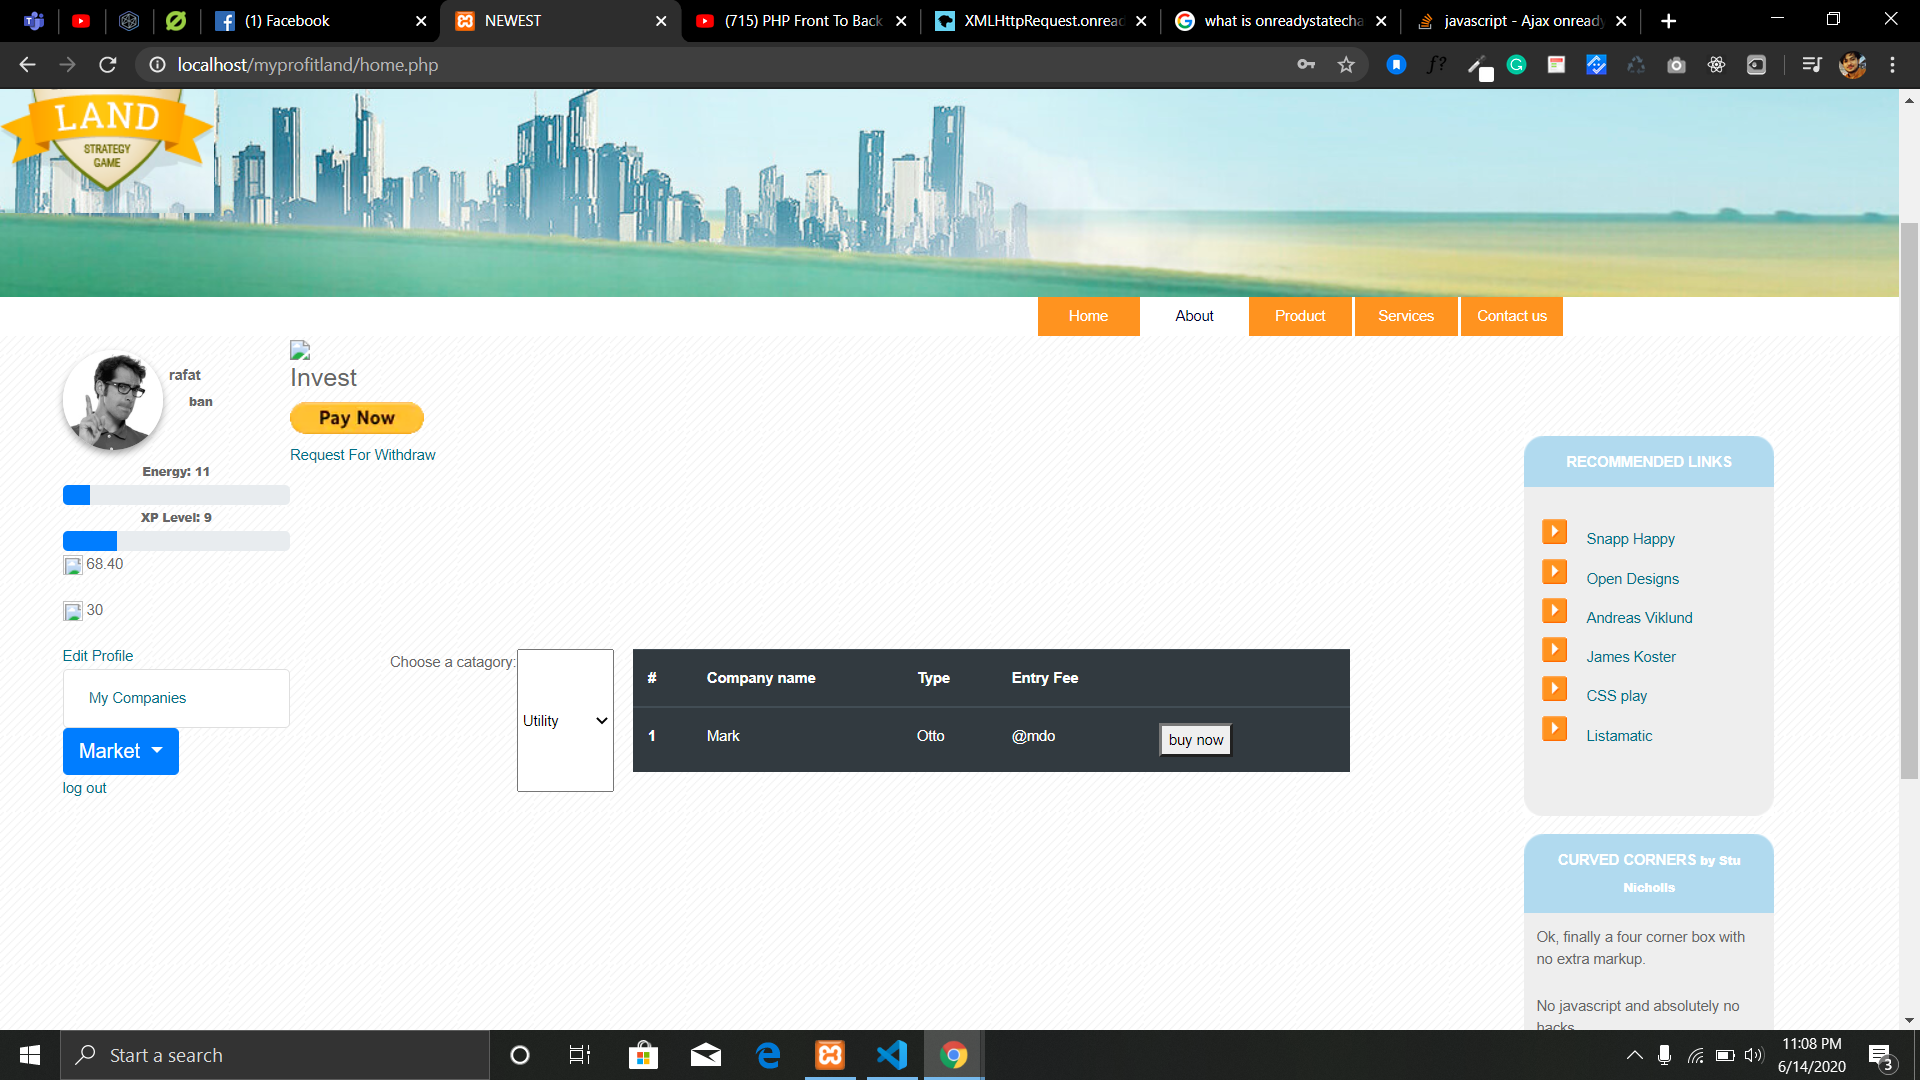 (1) Facebook
NEWEST
(715) PHP Front To Back
XMLHttpRequest.onread
what is onreadystatecha
javascript - Ajax onready
localhost/myprofitland/home.php
f?
LAND
STRATEGY
GAME
Home
About
Product
Services
Contact us
rafat
ban
Energy: 11
XP Level: 9
68.40
30
Edit Profile
My Companies
Market
log out
Invest
Pay Now
Request For Withdraw
Choose a catagory:
Utility
# Company name Type Entry Fee
1 Mark Otto @mdo buy now
RECOMMENDED LINKS
Snapp Happy
Open Designs
Andreas Viklund
James Koster
CSS play
Listamatic
CURVED CORNERS by Stu
Nicholls
Ok, finally a four corner box with
no extra markup.
No javascript and absolutely no
hacks
Start a search
11:08 PM
6/14/2020
3